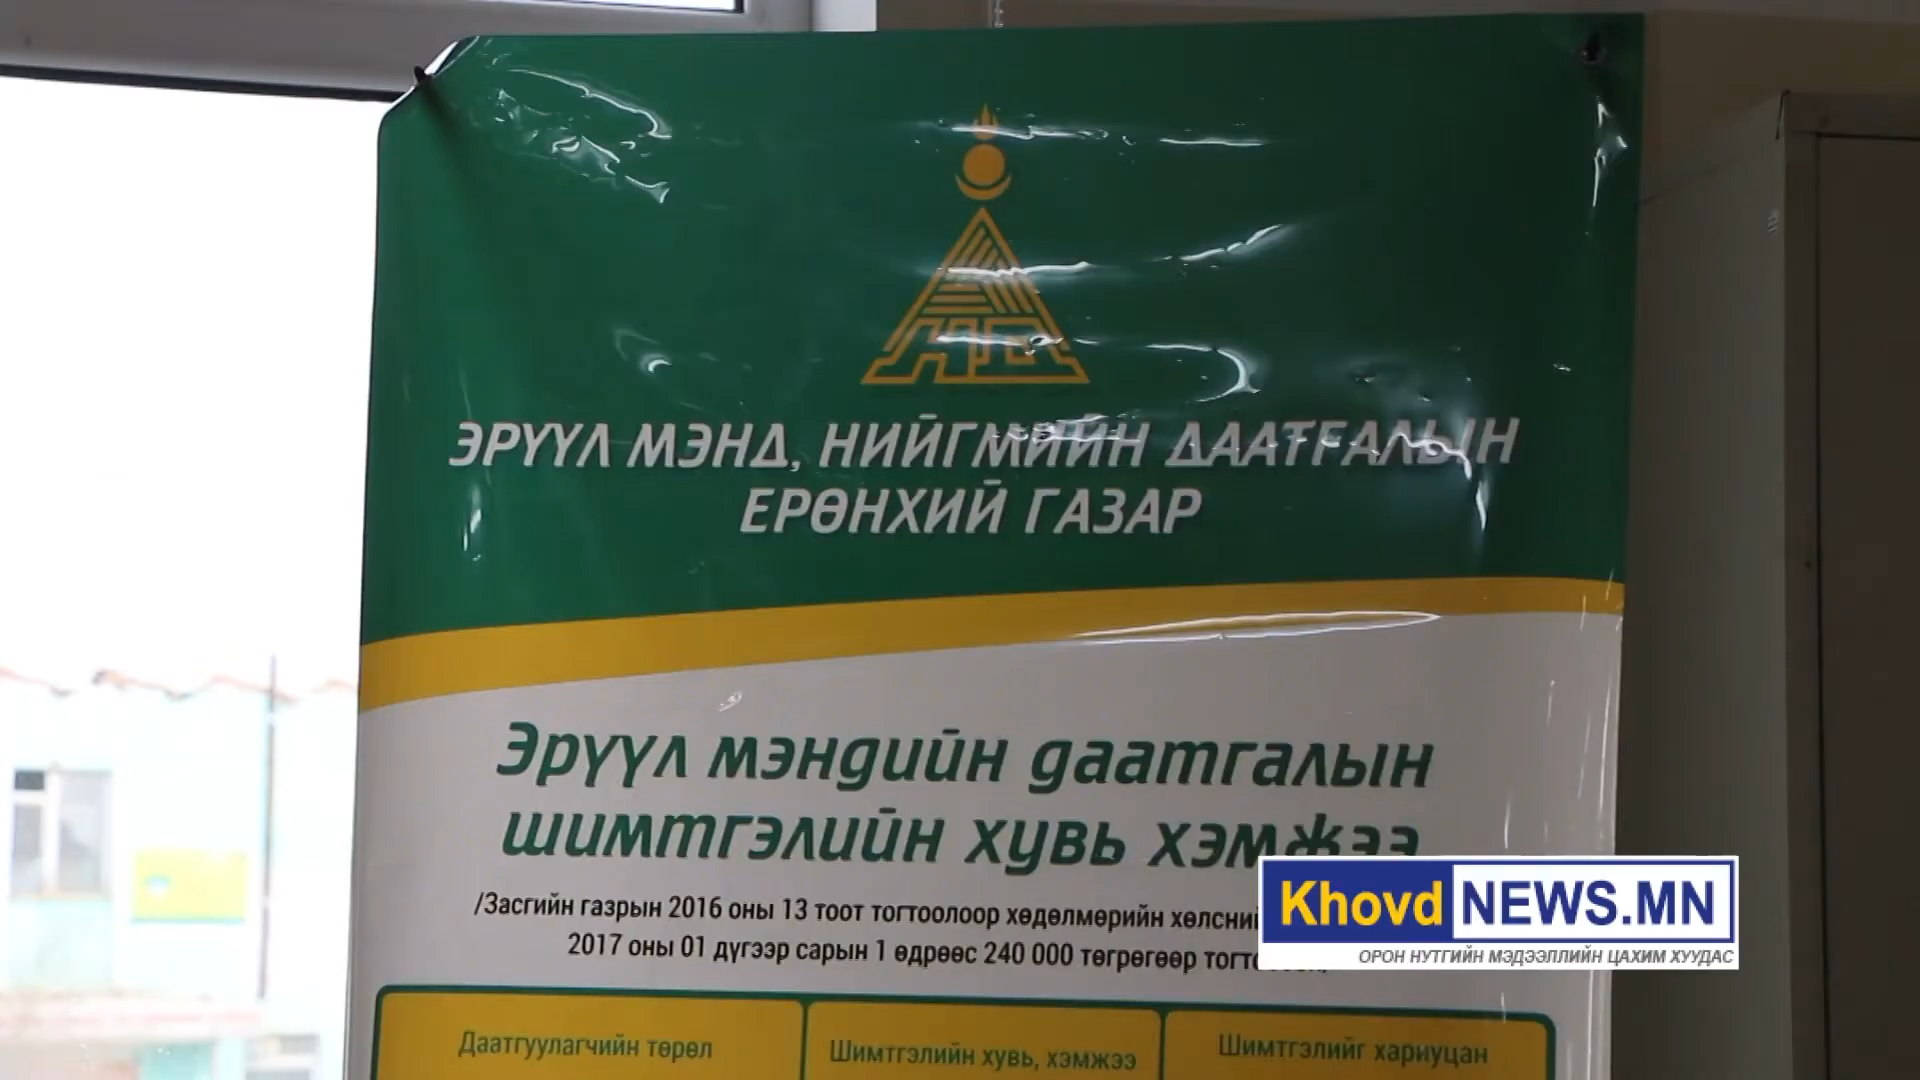 ЭРҮҮЛ МЭНД, НИЙГМИЙН ДААТГАЛЫН
ЕРӨНХИЙ ГАЗАР
Эрүүл мэндийн даатгалын
шимтгэлийн хувь хэмжээ
/Засгийн газрын 2016 оны 13 тоот тогтоолоор хөдөлмөрийн хөлсний
2017 оны 01 дүгээр сарын 1 өдрөөс 240 000 төгрөгөөр
Даатгуулагчийн төрөл
Шимтгэлийн хувь, хэмжээ
Шимтгэлийг хариуцан
Khovd NEWS.MN
ОРОН НУТГИЙН МЭДЭЭЛЛИЙН ЦАХИМ ХУУДАС